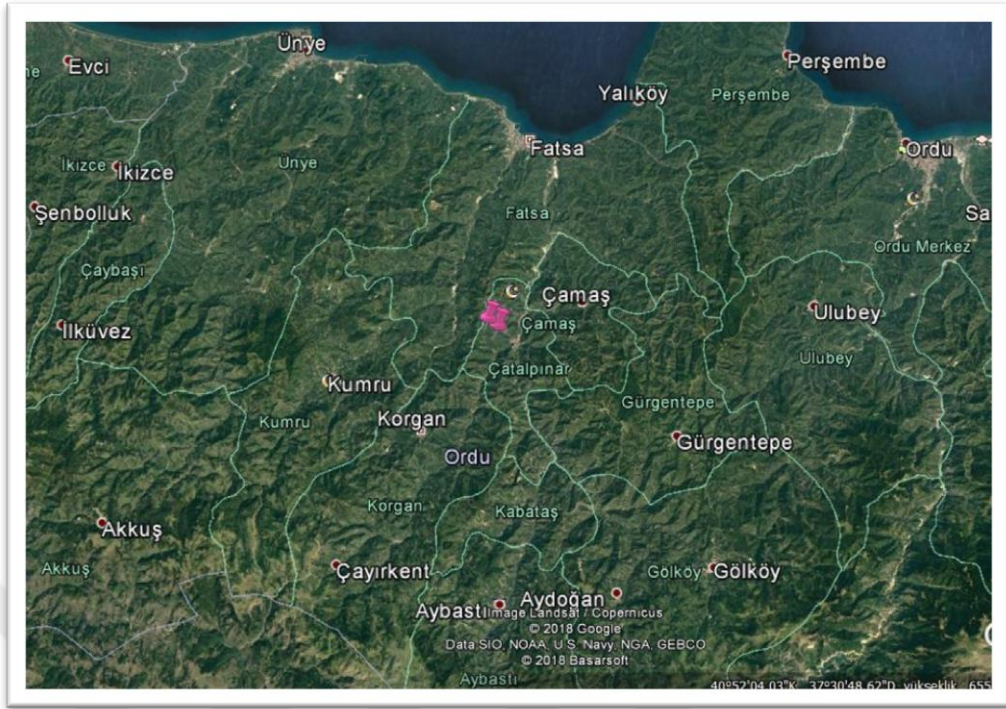 Ünye
Evci
Perşembe
Yalıköy
Perşembe
Fatsa
Ordu
İkizce
İkizce
Ünye
Şenbolluk
Fatsa
Sa
Ordu Merkez
Çaybaşı
Çamaş
Ulubey
İlküvez
Çamaş
Ulubey
Çatalpınar
Kumru
Gürgentepe
Korgan
Kumru
Gürgentepe
Ordu
Korgan
Kabataş
Akkuş
Akkuş
Çayırkent
Gölköy
Gölköy
Aybastı
Aydoğan
Image Landsat / Copernicus
© 2018 Google
Data SIO, NOAA, U.S. Navy, NGA, GEBCO
© 2018 Basarsoft
Aybastı
40°52'04.03"K 37°30'48.62"D yükseklik 655